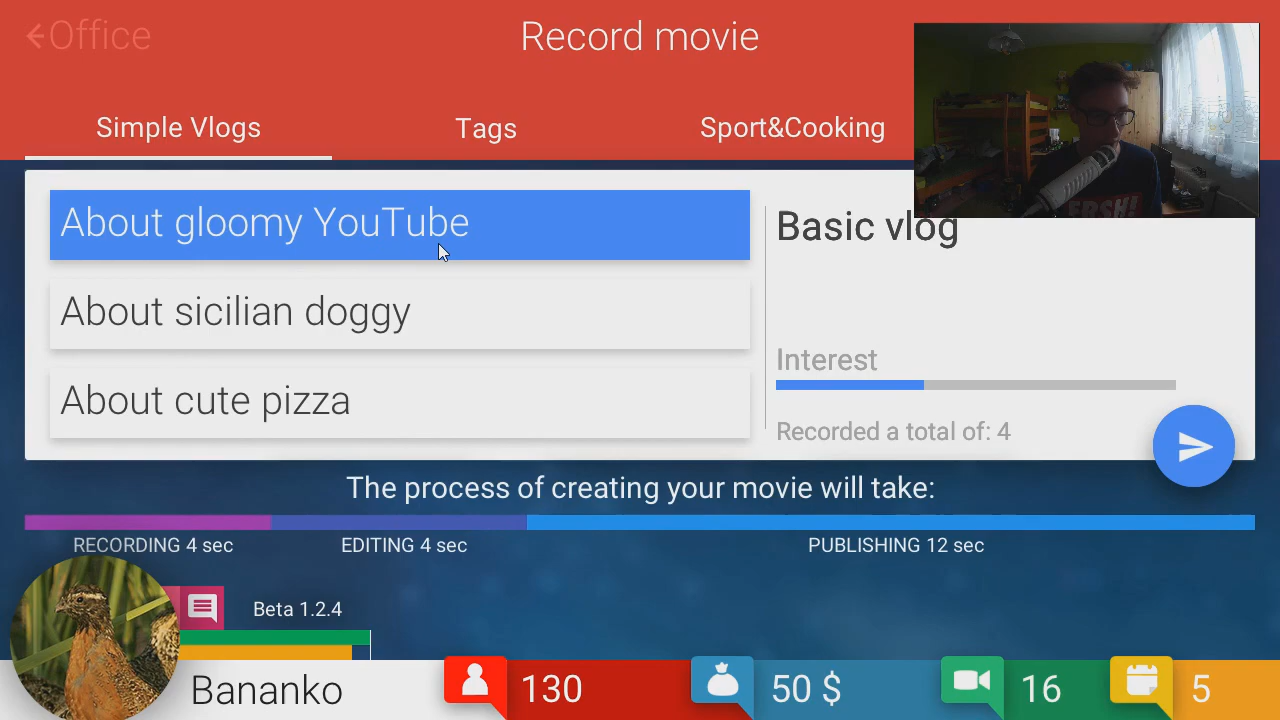 Office
Record movie
Simple Vlogs
Tags
Sport&Cooking
About gloomy YouTube
About sicilian doggy
About cute pizza
Basic vlog
Interest
Recorded a total of: 4
The process of creating your movie will take:
RECORDING 4 sec
EDITING 4 sec
PUBLISHING 12 sec
Beta 1.2.4
Bananko
130
50 $
16
5